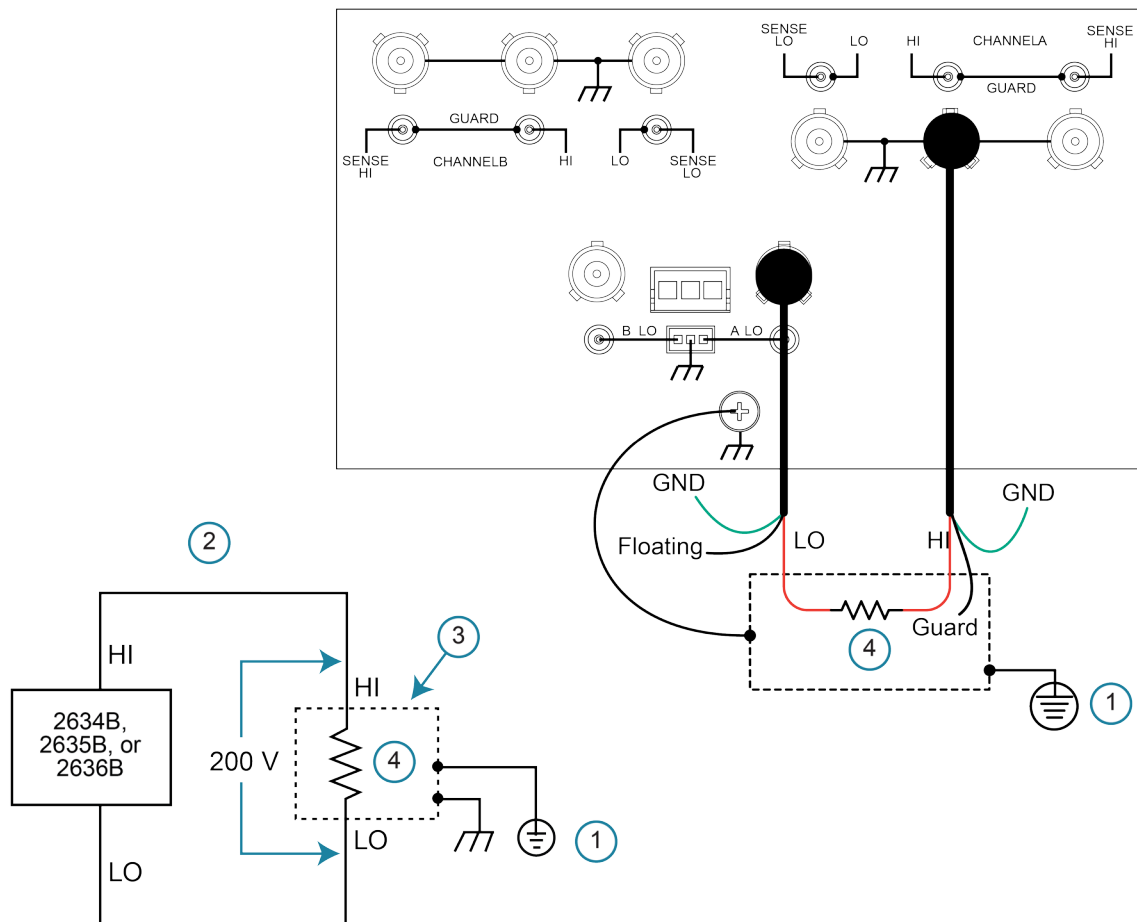 SENSE
LO
LO
HI
CHANNELA
SENSE
HI
GUARD
GUARD
SENSE
HI
CHANNELB
HI
LO
SENSE
LO
B LO
A LO
GND
GND
Floating
LO
HI
Guard
4
1
2
3
HI
HI
2634B,
2635B, or
2636B
200 V
4
LO
1
LO